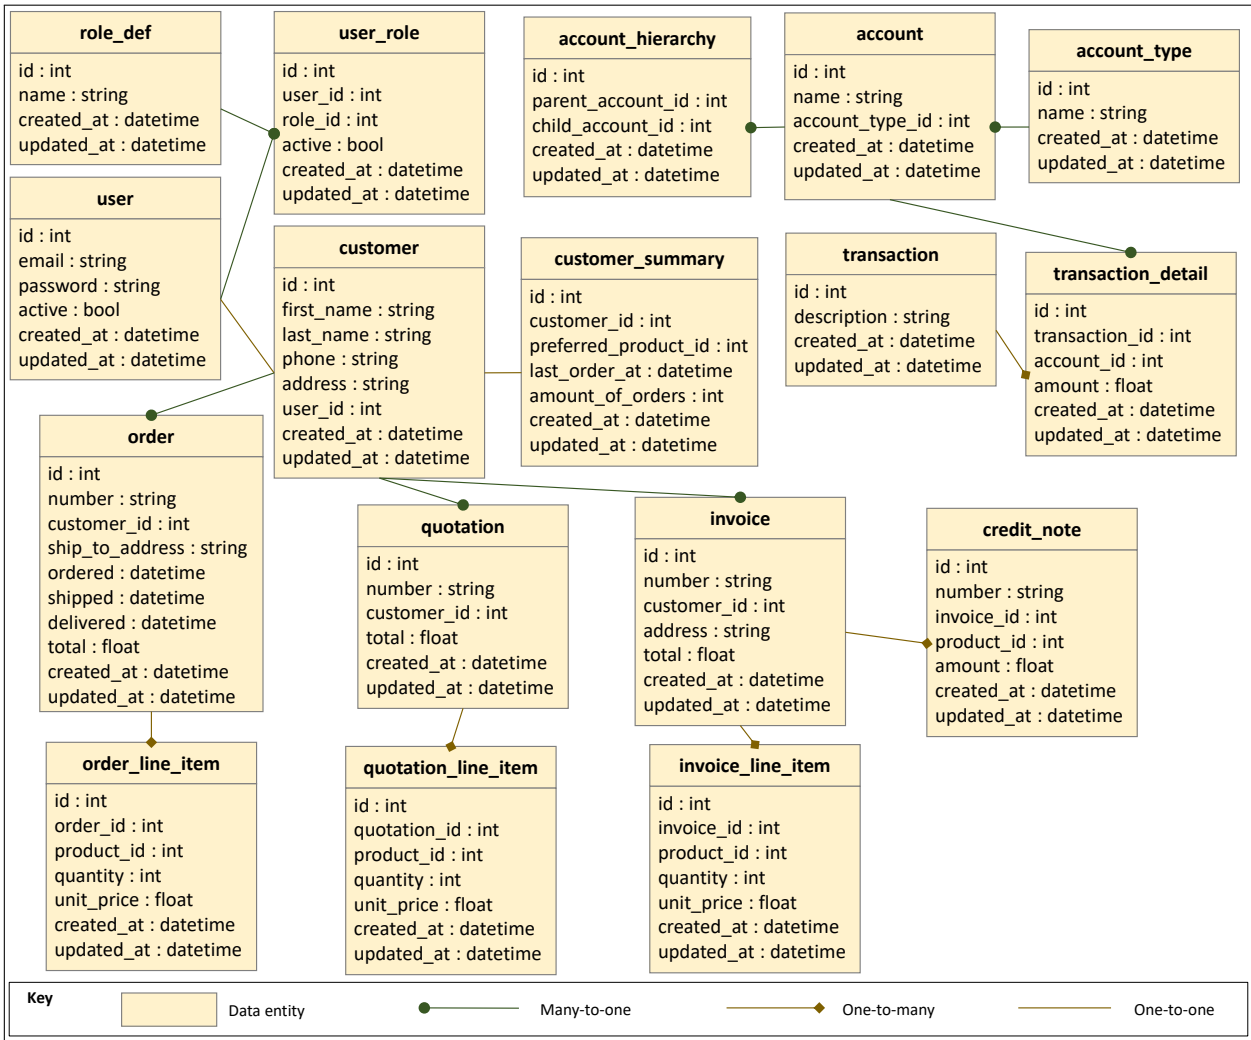 role_def
id : int
name : string
created_at : datetime
updated_at : datetime
user_role
id : int
user_id : int
role_id : int
active : bool
created_at : datetime
updated_at : datetime
account_hierarchy
id : int
parent_account_id : int
child_account_id : int
created_at : datetime
updated_at : datetime
account
id : int
name : string
account_type_id : int
created_at : datetime
updated_at : datetime
account_type
id : int
name : string
created_at : datetime
updated_at : datetime
user
id : int
email : string
password : string
active : bool
created_at : datetime
updated_at : datetime
customer
id : int
first_name : string
last_name : string
phone : string
address : string
user_id : int
created_at : datetime
updated_at : datetime
customer_summary
id : int
customer_id : int
preferred_product_id : int
last_order_at : datetime
amount_of_orders : int
created_at : datetime
updated_at : datetime
transaction
id : int
description : string
created_at : datetime
updated_at : datetime
transaction_detail
id : int
transaction_id : int
account_id : int
amount : float
created_at : datetime
updated_at : datetime
order
id : int
number : string
customer_id : int
ship_to_address : string
ordered : datetime
shipped : datetime
delivered : datetime
total : float
created_at : datetime
updated_at : datetime
quotation
id : int
number : string
customer_id : int
total : float
created_at : datetime
updated_at : datetime
invoice
id : int
number : string
customer_id : int
address : string
total : float
created_at : datetime
updated_at : datetime
credit_note
id : int
number : string
invoice_id : int
product_id : int
amount : float
created_at : datetime
updated_at : datetime
order_line_item
id : int
order_id : int
product_id : int
quantity : int
unit_price : float
created_at : datetime
updated_at : datetime
quotation_line_item
id : int
quotation_id : int
product_id : int
quantity : int
unit_price : float
created_at : datetime
updated_at : datetime
invoice_line_item
id : int
invoice_id : int
product_id : int
quantity : int
unit_price : float
created_at : datetime
updated_at : datetime
Key
Data entity
Many-to-one
One-to-many
One-to-one